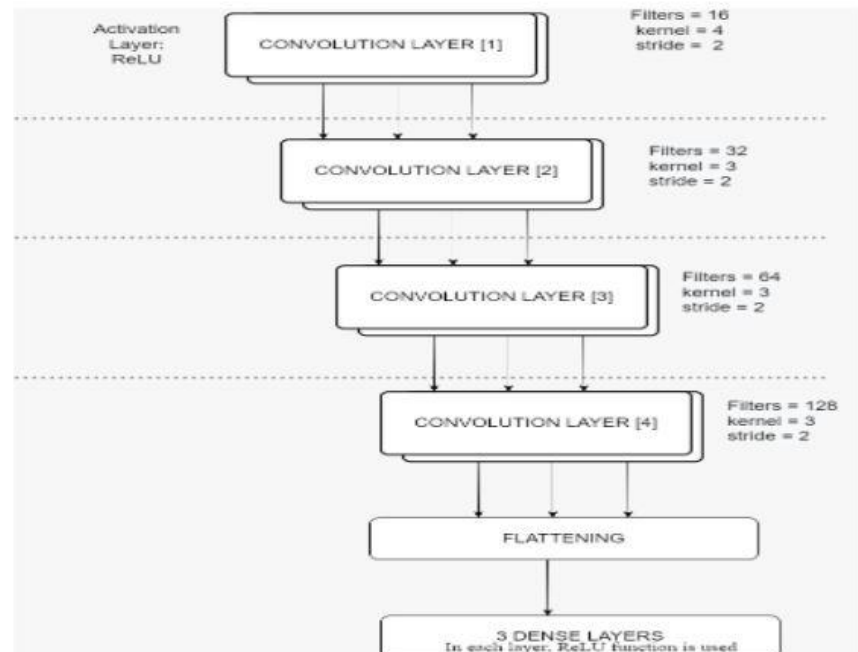 Activation
Layer:
ReLU
CONVOLUTION LAYER [1]
Filters = 16
kernel = 4
stride = 2
CONVOLUTION LAYER [2]
Filters = 32
kernel = 3
stride = 2
CONVOLUTION LAYER [3]
Filters = 64
kernel = 3
stride = 2
CONVOLUTION LAYER [4]
Filters = 128
kernel = 3
stride = 2
FLATTENING
3 DENSE LAYERS
In each layer, ReLU function is used